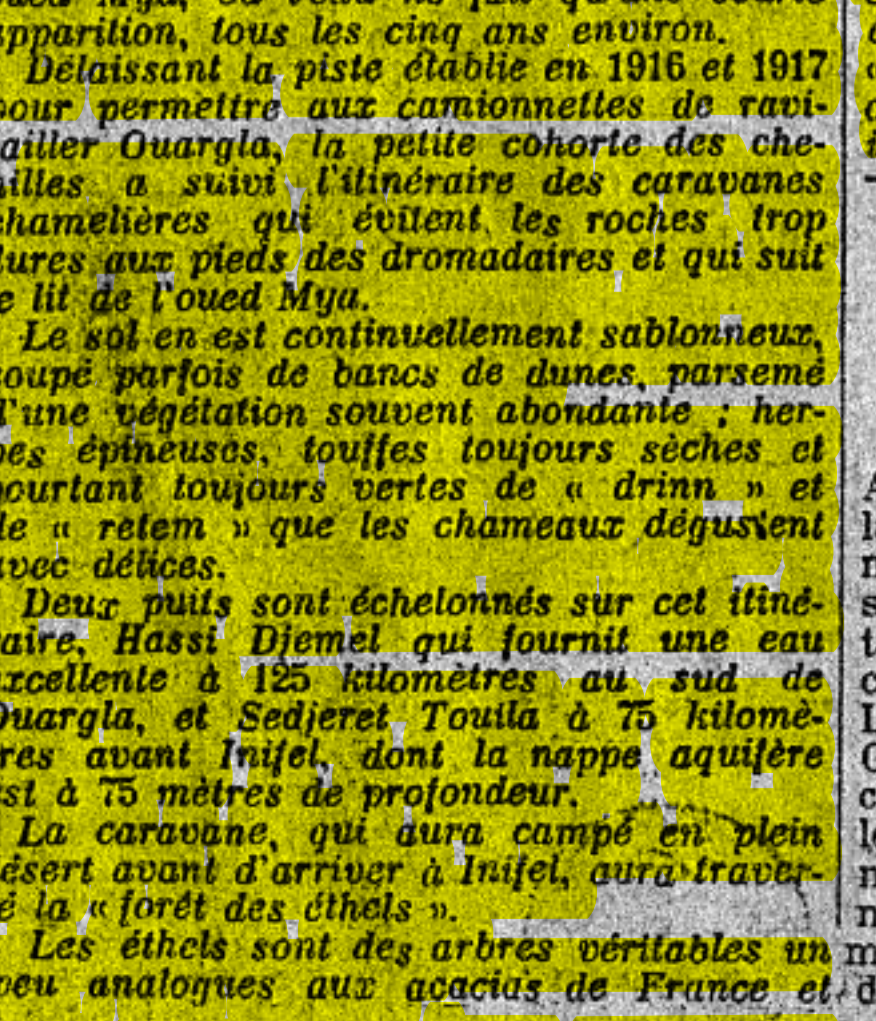 apparition, tous les cinq ans environ.
Délaissant la piste établie en 1916 et 1917
pour permettre aux camionnettes de ravi-
tailler Ouargla, la petite cohorte des che-
nilles a suivi l'itinéraire des caravanes
chamelières qui évitent les roches trop
dures aux pieds des dromadaires et qui suit
le lit de l'oued Mya.
Le sol en est continuellement sablonneux,
coupé parfois de bancs de dunes, parsemé
d'une végétation souvent abondante ; her-
bes épineuses, touffes toujours sèches et
pourtant toujours vertes de « drinn » et
de « retem » que les chameaux dégustent
avec délices.
Deux puits sont échelonnés sur cet itiné-
raire, Hassi Djemel qui fournit une eau
excellente à 125 kilomètres au sud de
Ouargla, et Sedjeret Touila à 75 kilomè-
tres avant Inifel, dont la nappe aquifère
est à 75 mètres de profondeur.
La caravane, qui aura campé en plein
désert avant d'arriver à Inifel, aura traver-
sé la « forêt des éthels ».
Les éthels sont des arbres véritables un
peu analogues aux acacias de France et